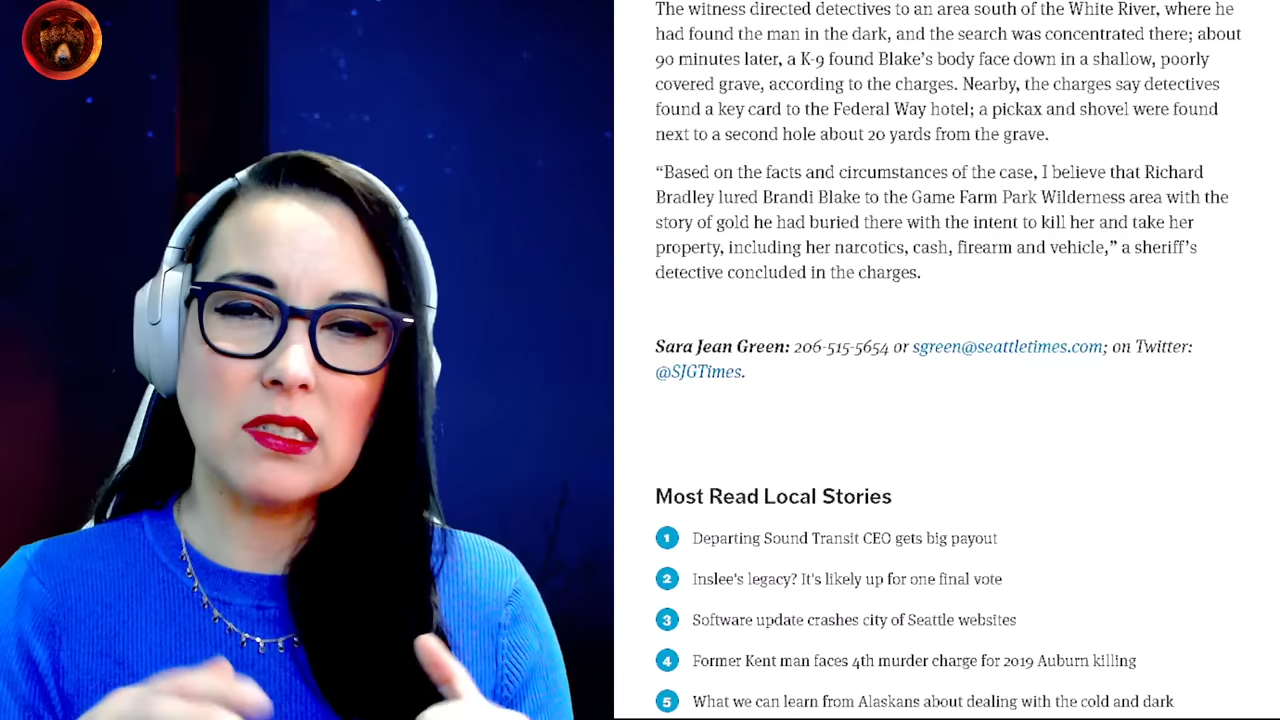 The witness directed detectives to an area south of the White River, where he
had found the man in the dark, and the search was concentrated there; about
90 minutes later, a K-9 found Blake’s body face down in a shallow, poorly
covered grave, according to the charges. Nearby, the charges say detectives
found a key card to the Federal Way hotel; a pickax and shovel were found
next to a second hole about 20 yards from the grave.
“Based on the facts and circumstances of the case, I believe that Richard
Bradley lured Brandi Blake to the Game Farm Park Wilderness area with the
story of gold he had buried there with the intent to kill her and take her
property, including her narcotics, cash, firearm and vehicle,” a sheriff’s
detective concluded in the charges.
Sara Jean Green: 206-515-5654 or sgreen@seattletimes.com; on Twitter:
@SJGTimes.
Most Read Local Stories
1 Departing Sound Transit CEO gets big payout
2 Inslee's legacy? It's likely up for one final vote
3 Software update crashes city of Seattle websites
4 Former Kent man faces 4th murder charge for 2019 Auburn killing
5 What we can learn from Alaskans about dealing with the cold and dark